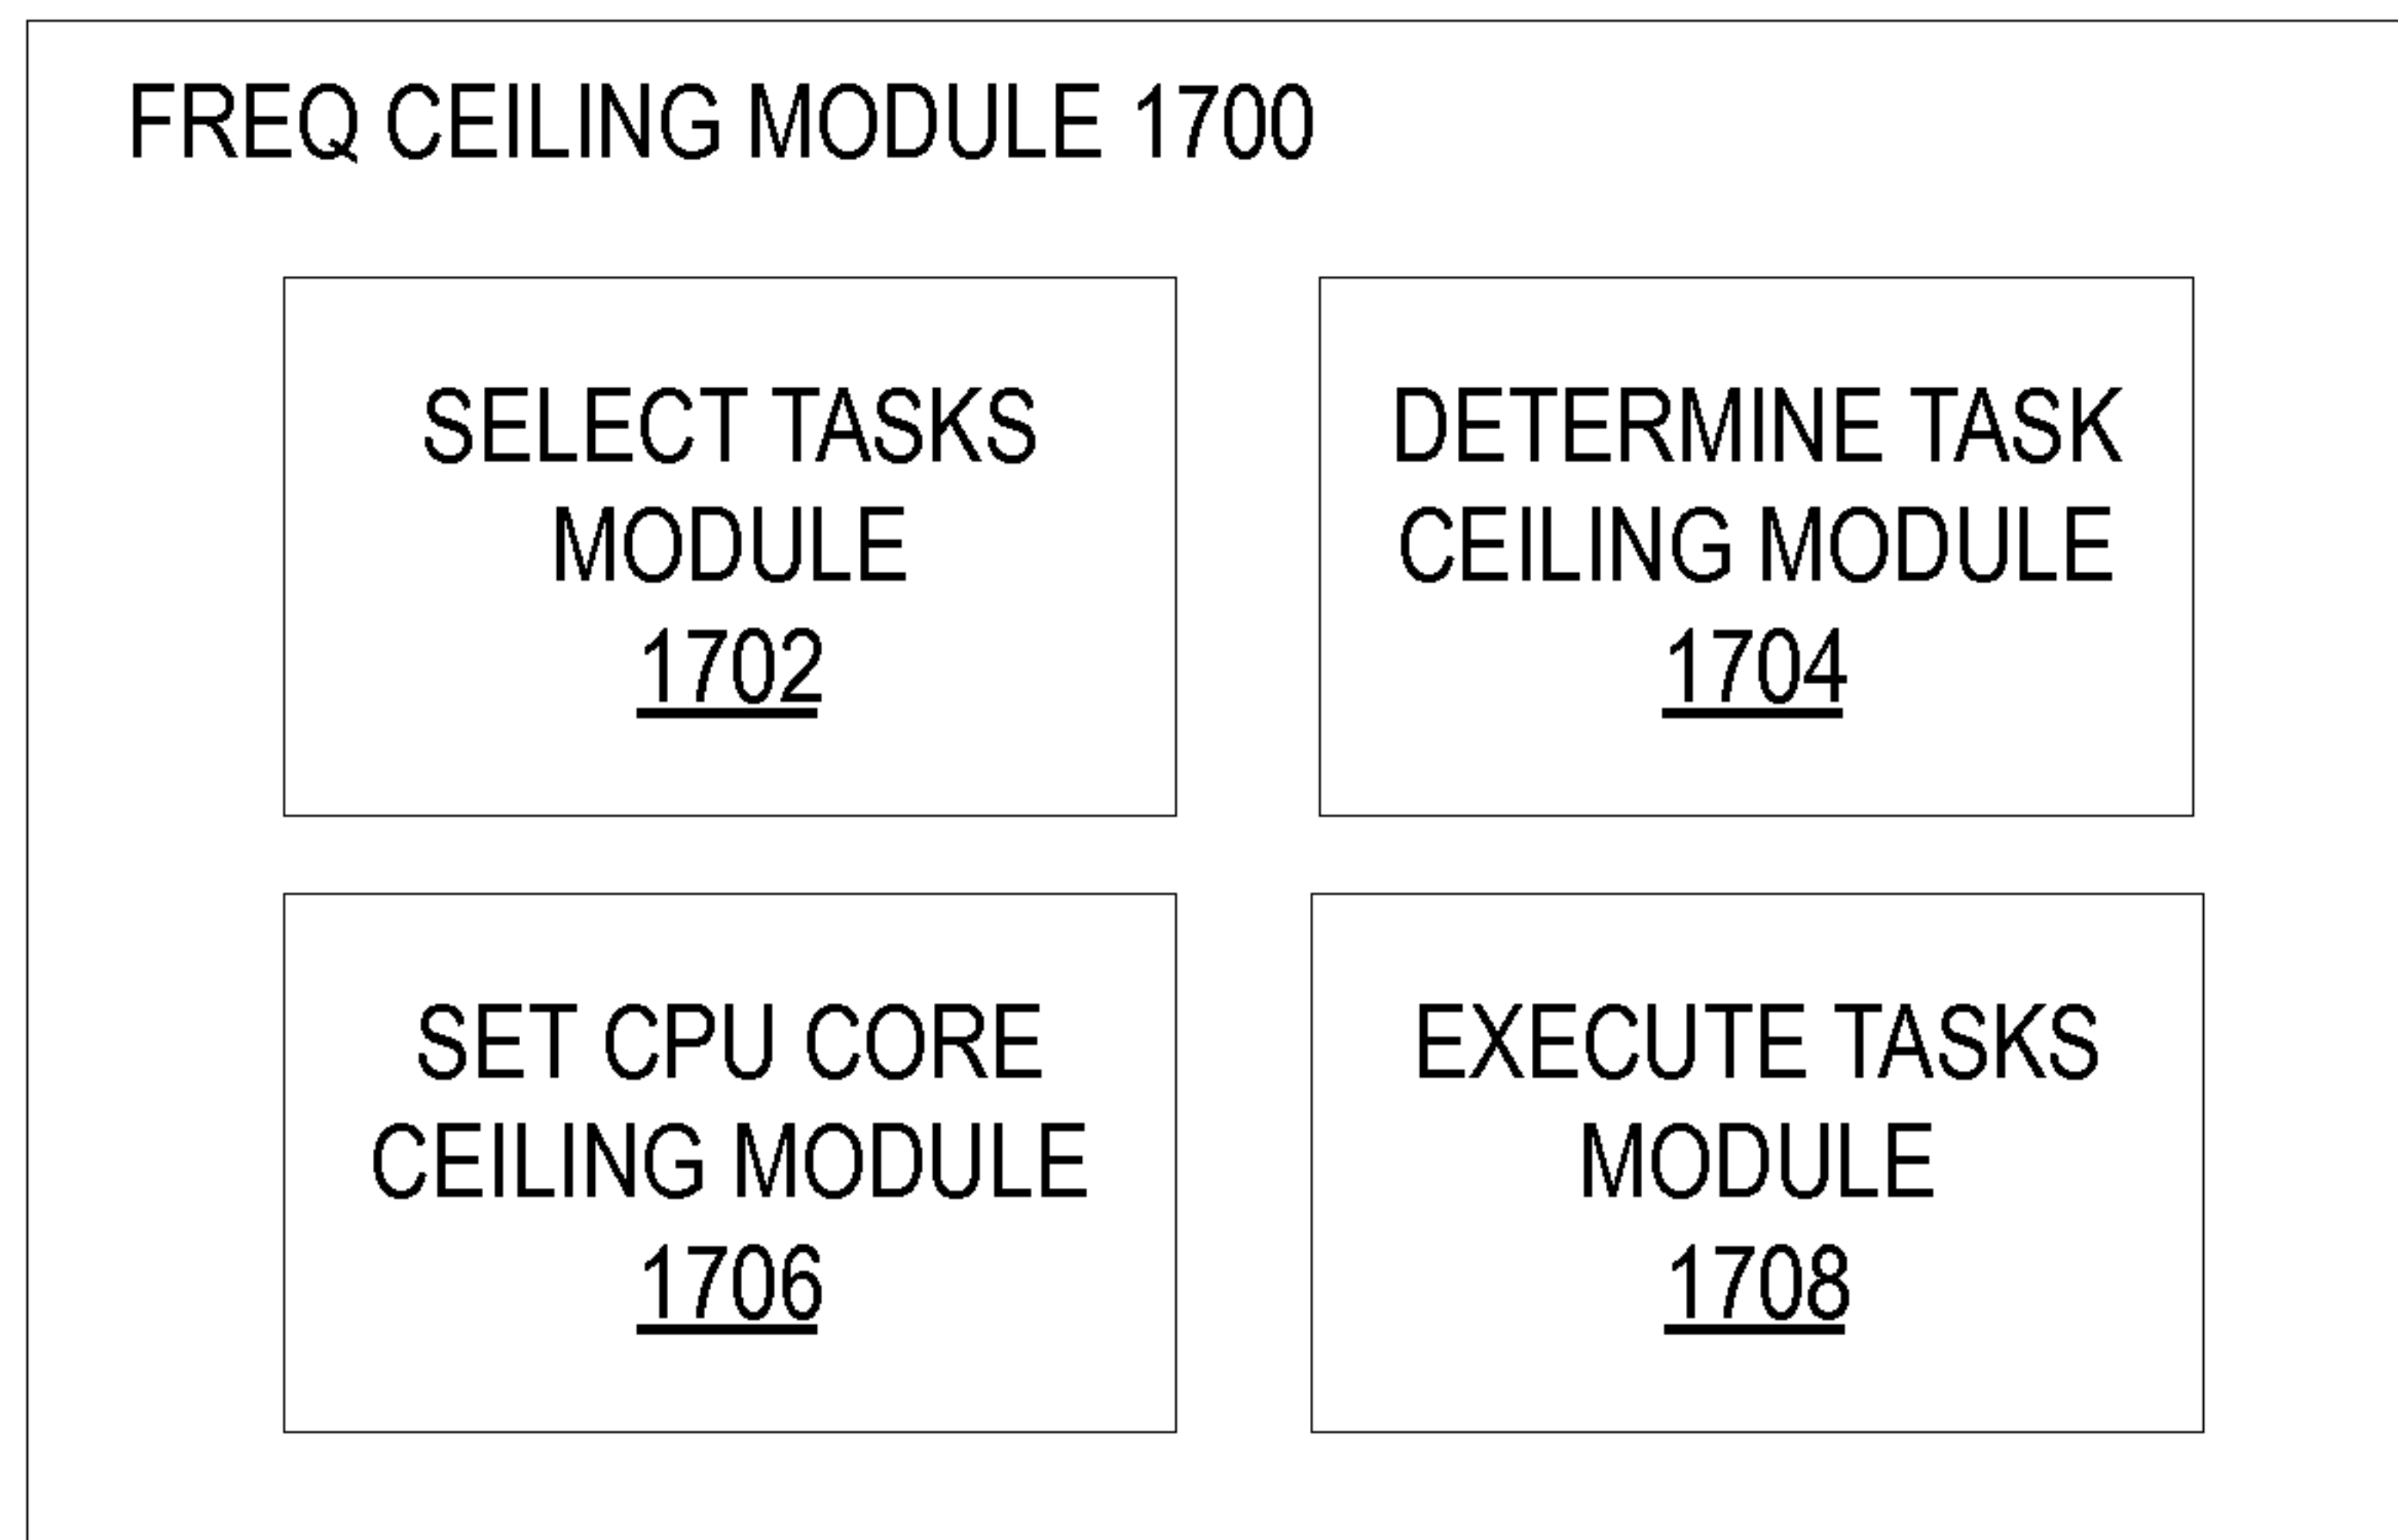 FREQ CEILING MODULE 1700
SELECT TASKS
MODULE
1702
DETERMINE TASK
CEILING MODULE
1704
SET CPU CORE
CEILING MODULE
1706
EXECUTE TASKS
MODULE
1708